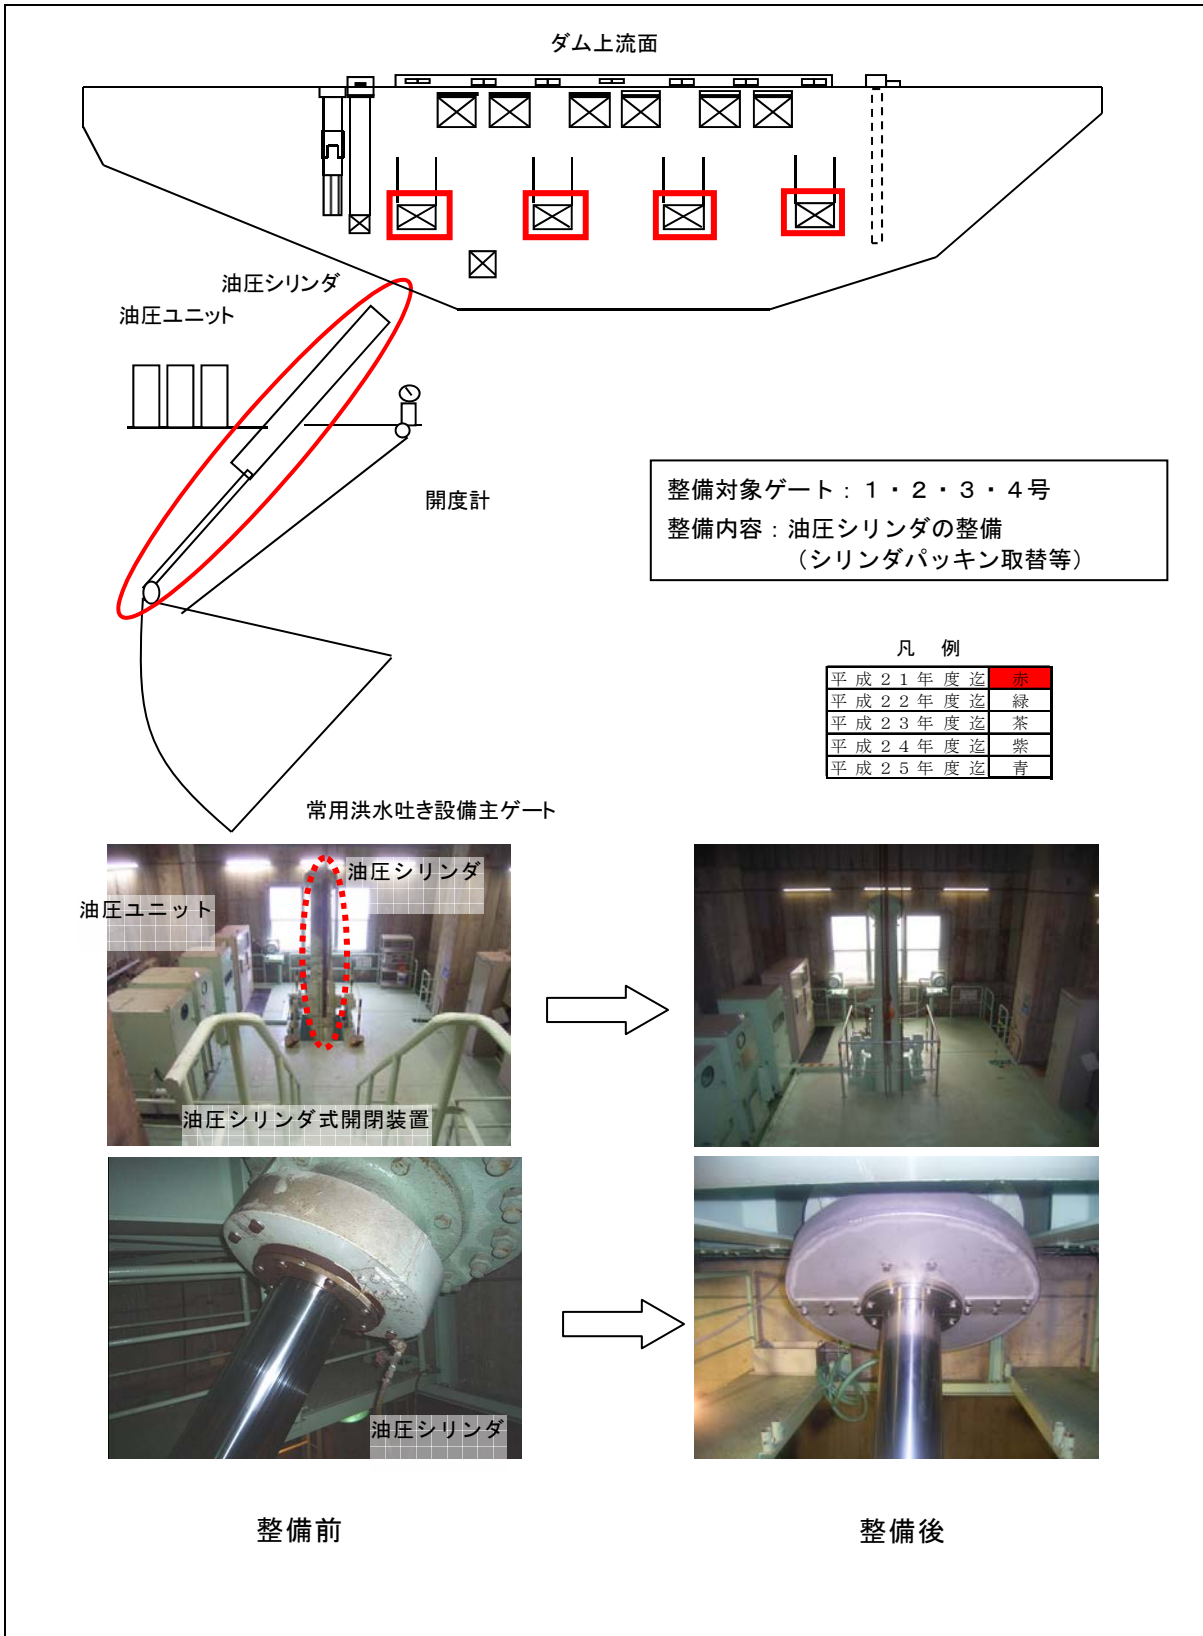 ダム上流面
油圧シリンダ
油圧ユニット
開度計
整備対象ゲート：１・２・３・４号
整備内容：油圧シリンダの整備
（シリンダパッキン取替等）
凡 例
平成２１年度迄 赤
平成２２年度迄 緑
平成２３年度迄 茶
平成２４年度迄 紫
平成２５年度迄 青
常用洪水吐き設備主ゲート
油圧シリンダ
油圧ユニット
油圧シリンダ式開閉装置
油圧シリンダ
整備前
整備後